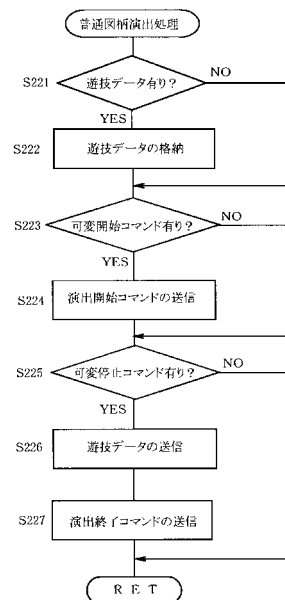 普通図柄演出処理
S221
遊技データ有り?
NO
YES
S222
遊技データの格納
S223
可変開始コマンド有り?
NO
YES
S224
演出開始コマンドの送信
S225
可変停止コマンド有り?
NO
YES
S226
遊技データの送信
S227
演出終了コマンドの送信
RET